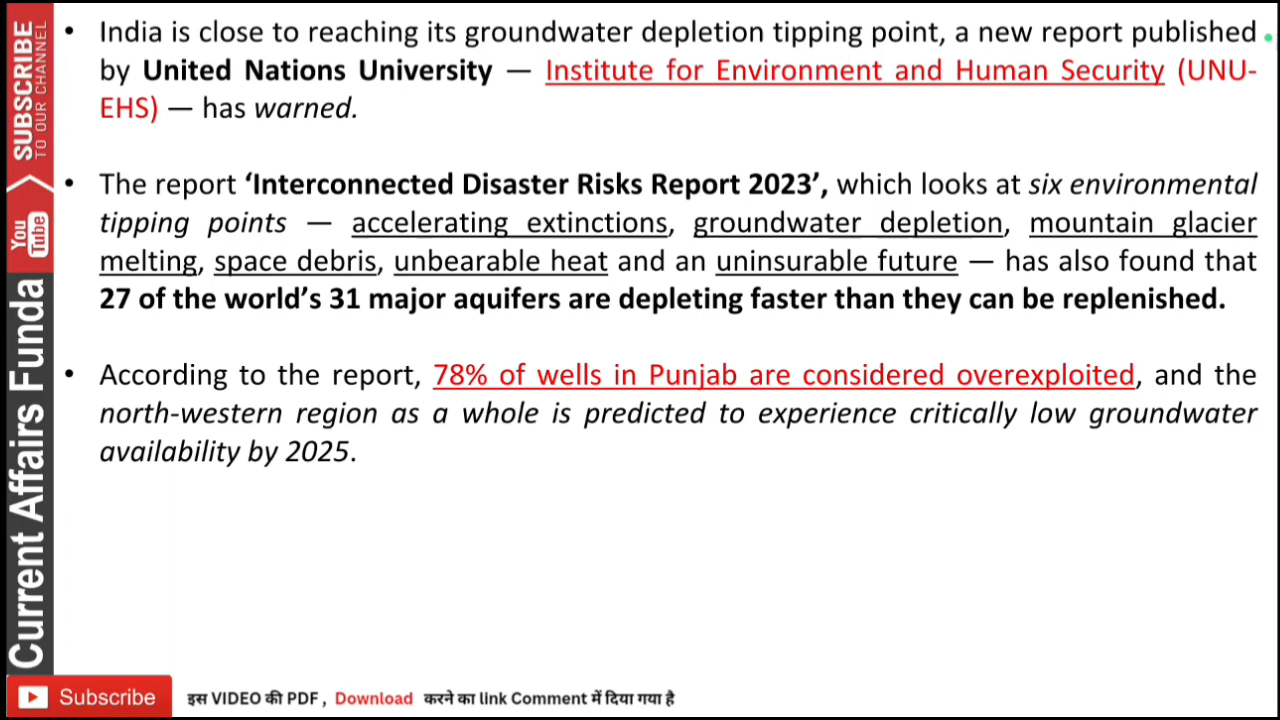 • India is close to reaching its groundwater depletion tipping point, a new report published
by United Nations University — Institute for Environment and Human Security (UNU-
EHS) — has warned.
• The report ‘Interconnected Disaster Risks Report 2023’, which looks at six environmental
tipping points — accelerating extinctions, groundwater depletion, mountain glacier
melting, space debris, unbearable heat and an uninsurable future — has also found that
27 of the world’s 31 major aquifers are depleting faster than they can be replenished.
• According to the report, 78% of wells in Punjab are considered overexploited, and the
north-western region as a whole is predicted to experience critically low groundwater
availability by 2025.
SUBSCRIBE
TO OUR CHANNEL
You
Tube
Current Affairs Funda
Subscribe
इस VIDEO की PDF , Download करने का link Comment में दिया गया है